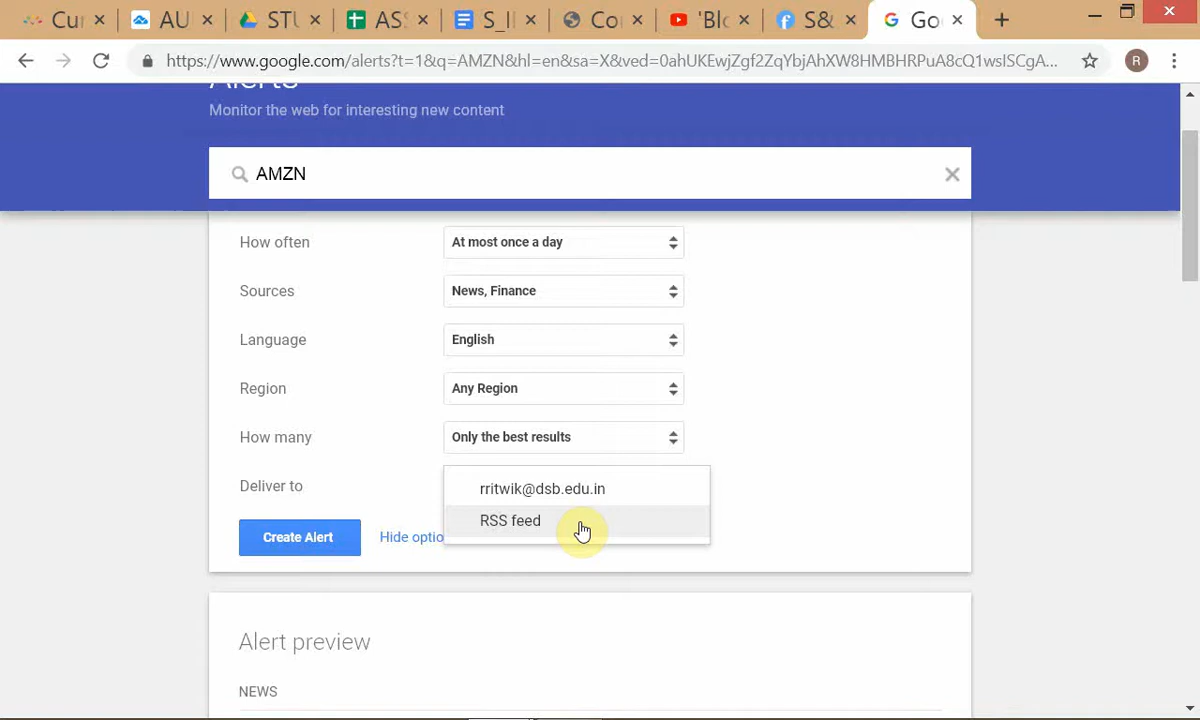 Cu
AU
STU
AS
S_I
Co
'Blo
S&
Go
https://www.google.com/alerts?t=1&q=AMZN&hl=en&sa=X&ved=0ahUKEwjZgf2ZqYbjAhXW8HMBHRPuA8cQ1wsISCgA...
R
Alerts
Monitor the web for interesting new content
AMZN
How often At most once a day
Sources News, Finance
Language English
Region Any Region
How many Only the best results
Deliver to rritwik@dsb.edu.in
RSS feed
Create Alert Hide optio
Alert preview
NEWS